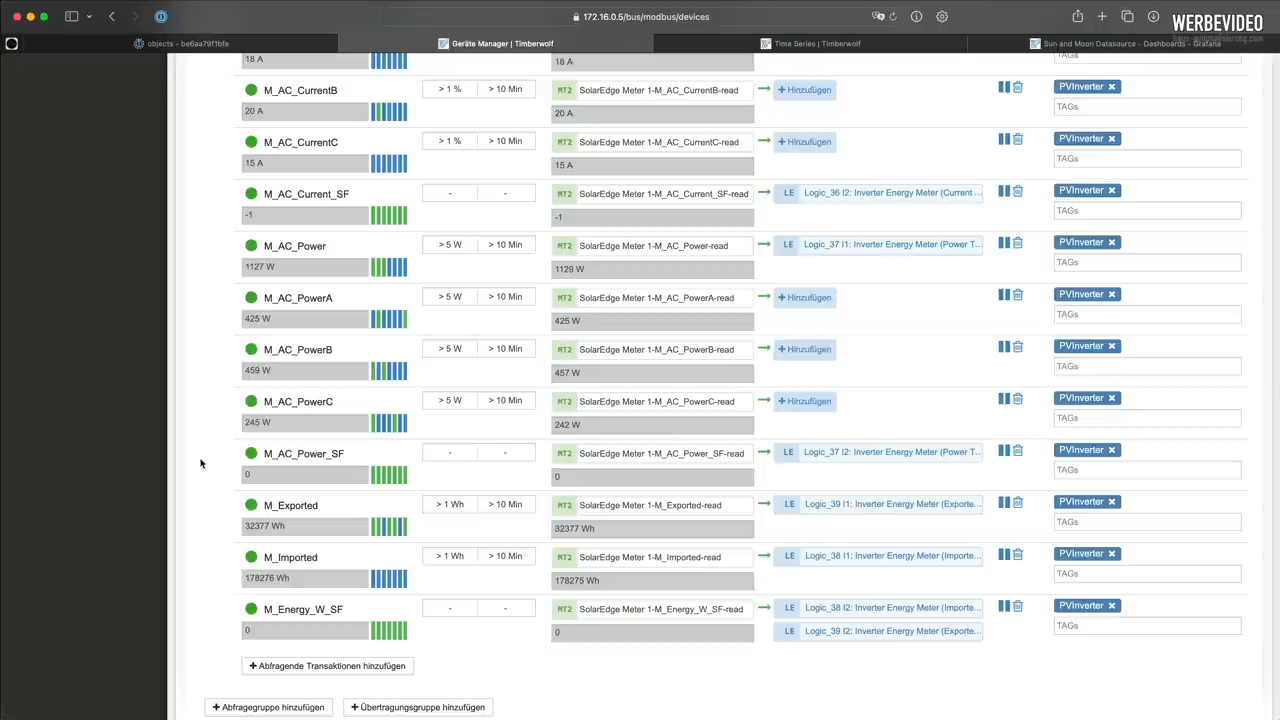 172.16.0.5/bus/modbus/devices
WERBEVIDEO
haus-automatisierung.com
objects - be6aa79f1bfe
Geräte Manager | Timberwolf
Time Series | Timberwolf
Sun and Moon Datasource - Dashboards - Grafana
18 A
18 A
TAGs
M_AC_CurrentB
> 1 %
> 10 Min
MT2
SolarEdge Meter 1-M_AC_CurrentB-read
+ Hinzufügen
PVInverter ×
20 A
20 A
TAGs
M_AC_CurrentC
> 1 %
> 10 Min
MT2
SolarEdge Meter 1-M_AC_CurrentC-read
+ Hinzufügen
PVInverter ×
15 A
15 A
TAGs
M_AC_Current_SF
-
-
MT2
SolarEdge Meter 1-M_AC_Current_SF-read
LE
Logic_36 I2: Inverter Energy Meter (Current ...
PVInverter ×
-1
-1
TAGs
M_AC_Power
> 5 W
> 10 Min
MT2
SolarEdge Meter 1-M_AC_Power-read
LE
Logic_37 I1: Inverter Energy Meter (Power T...
PVInverter ×
1127 W
1129 W
TAGs
M_AC_PowerA
> 5 W
> 10 Min
MT2
SolarEdge Meter 1-M_AC_PowerA-read
+ Hinzufügen
PVInverter ×
425 W
425 W
TAGs
M_AC_PowerB
> 5 W
> 10 Min
MT2
SolarEdge Meter 1-M_AC_PowerB-read
+ Hinzufügen
PVInverter ×
459 W
457 W
TAGs
M_AC_PowerC
> 5 W
> 10 Min
MT2
SolarEdge Meter 1-M_AC_PowerC-read
+ Hinzufügen
PVInverter ×
245 W
242 W
TAGs
M_AC_Power_SF
-
-
MT2
SolarEdge Meter 1-M_AC_Power_SF-read
LE
Logic_37 I2: Inverter Energy Meter (Power T...
PVInverter ×
0
0
TAGs
M_Exported
> 1 Wh
> 10 Min
MT2
SolarEdge Meter 1-M_Exported-read
LE
Logic_39 I1: Inverter Energy Meter (Exporte...
PVInverter ×
32377 Wh
32377 Wh
TAGs
M_Imported
> 1 Wh
> 10 Min
MT2
SolarEdge Meter 1-M_Imported-read
LE
Logic_38 I1: Inverter Energy Meter (Importe...
PVInverter ×
178276 Wh
178275 Wh
TAGs
M_Energy_W_SF
-
-
MT2
SolarEdge Meter 1-M_Energy_W_SF-read
LE
Logic_38 I2: Inverter Energy Meter (Importe...
PVInverter ×
0
0
LE
Logic_39 I2: Inverter Energy Meter (Exporte...
TAGs
+ Abfragende Transaktionen hinzufügen
+ Abfragegruppe hinzufügen
+ Übertragungsgruppe hinzufügen